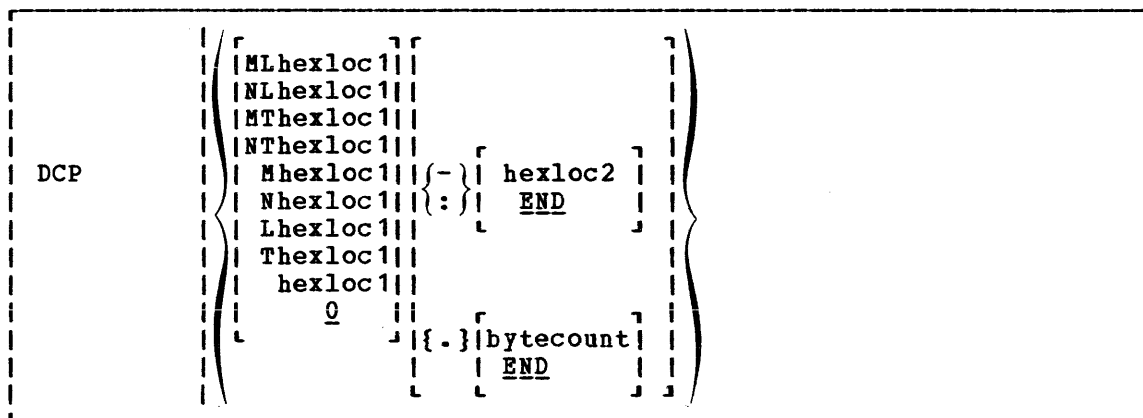 MLhexloc1
NLhexloc1
MThexloc1
NThexloc1
DCP Mhexloc1 { - } hexloc2
Nhexloc1 { : } END
Lhexloc1
Thexloc1
hexloc1
0
{ . } bytecount
END